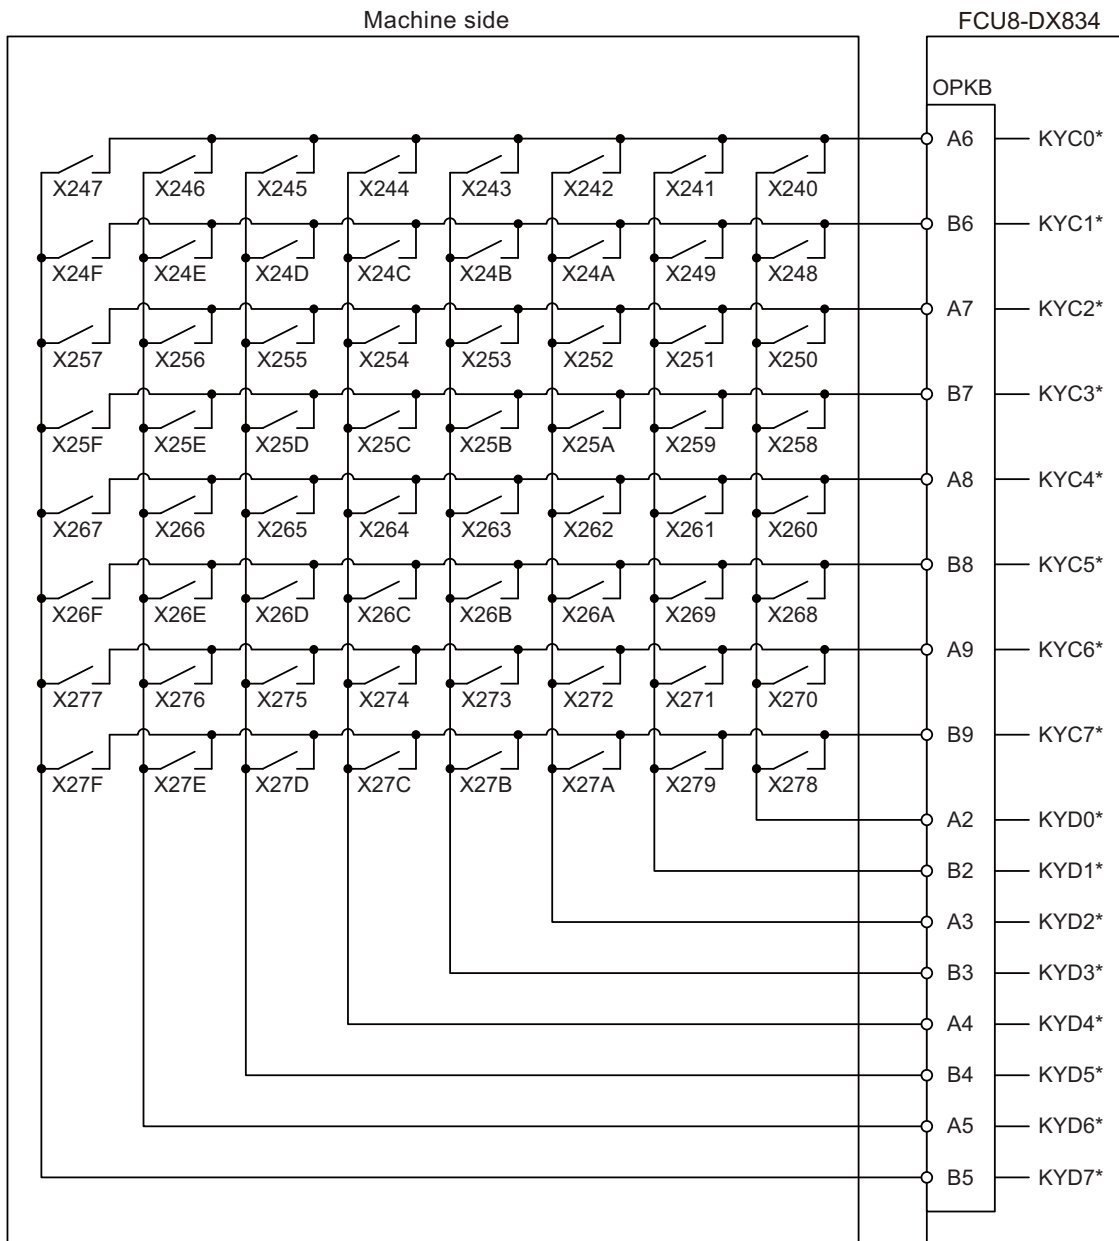 Machine side
FCU8-DX834
OPKB
A6 KYC0*
X247 X246 X245 X244 X243 X242 X241 X240
B6 KYC1*
X24F X24E X24D X24C X24B X24A X249 X248
A7 KYC2*
X257 X256 X255 X254 X253 X252 X251 X250
B7 KYC3*
X25F X25E X25D X25C X25B X25A X259 X258
A8 KYC4*
X267 X266 X265 X264 X263 X262 X261 X260
B8 KYC5*
X26F X26E X26D X26C X26B X26A X269 X268
A9 KYC6*
X277 X276 X275 X274 X273 X272 X271 X270
B9 KYC7*
X27F X27E X27D X27C X27B X27A X279 X278
A2 KYD0*
B2 KYD1*
A3 KYD2*
B3 KYD3*
A4 KYD4*
B4 KYD5*
A5 KYD6*
B5 KYD7*